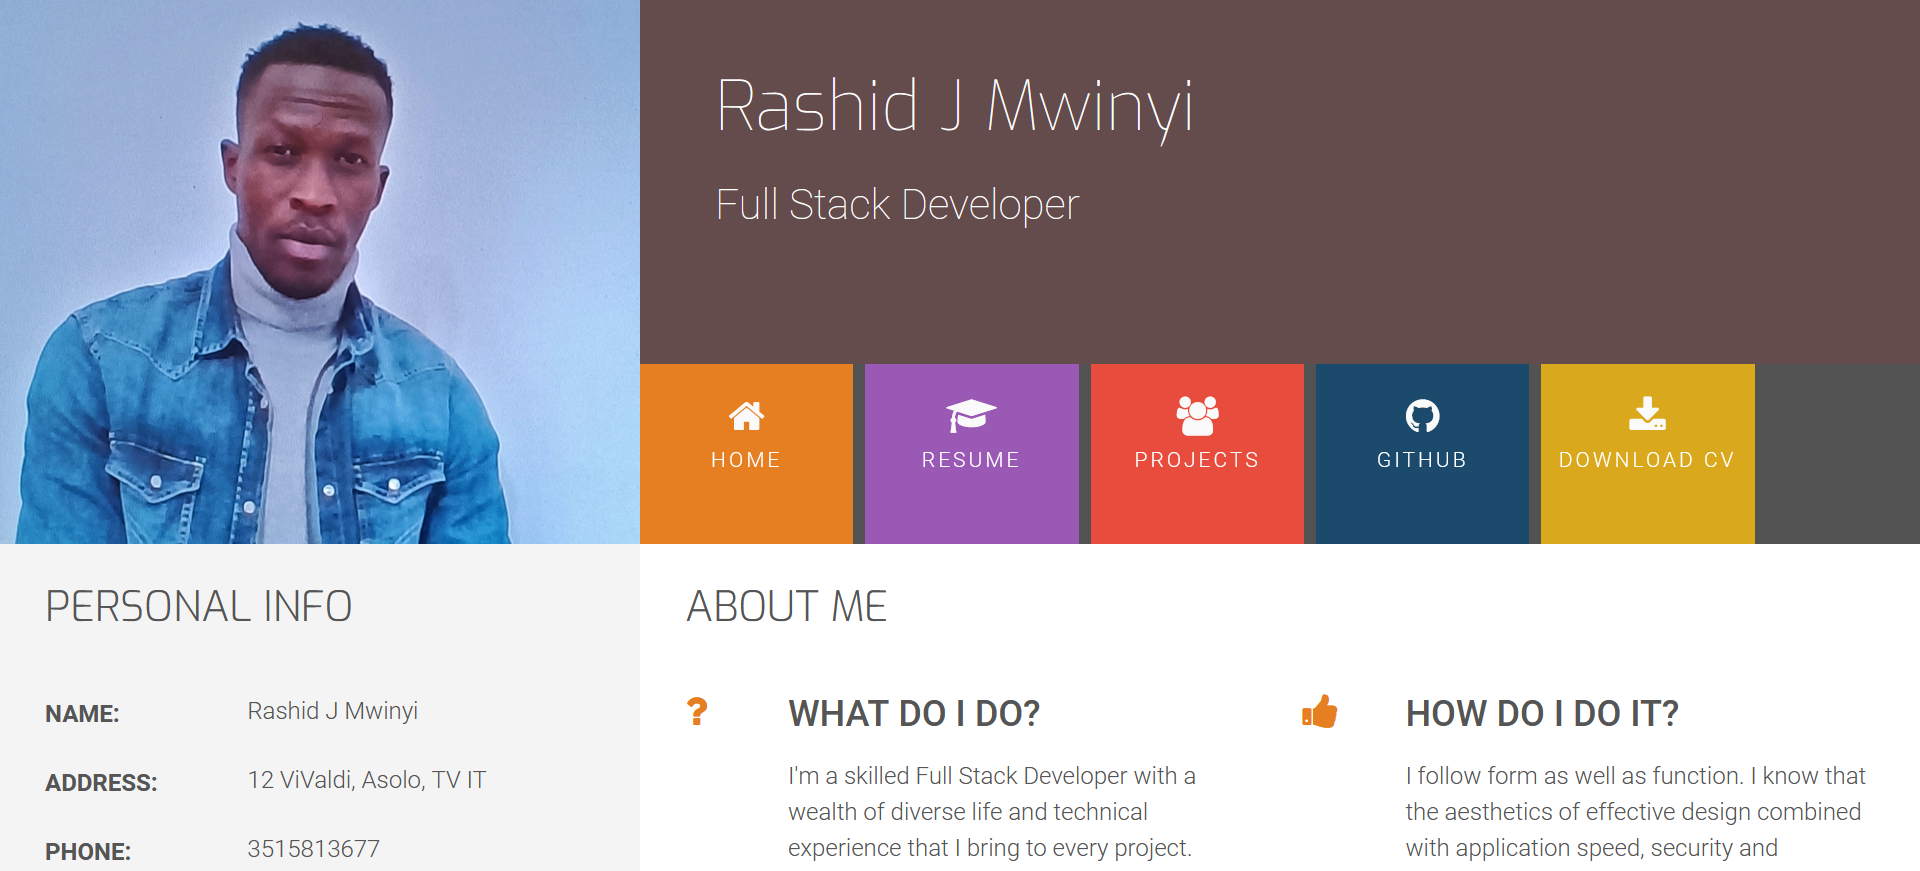 Rashid J Mwinyi
Full Stack Developer
HOME
RESUME
PROJECTS
GITHUB
DOWNLOAD CV
PERSONAL INFO
NAME: Rashid J Mwinyi
ADDRESS: 12 ViValdi, Asolo, TV IT
PHONE: 3515813677
ABOUT ME
WHAT DO I DO?
I'm a skilled Full Stack Developer with a
wealth of diverse life and technical
experience that I bring to every project.
HOW DO I DO IT?
I follow form as well as function. I know that
the aesthetics of effective design combined
with application speed, security and